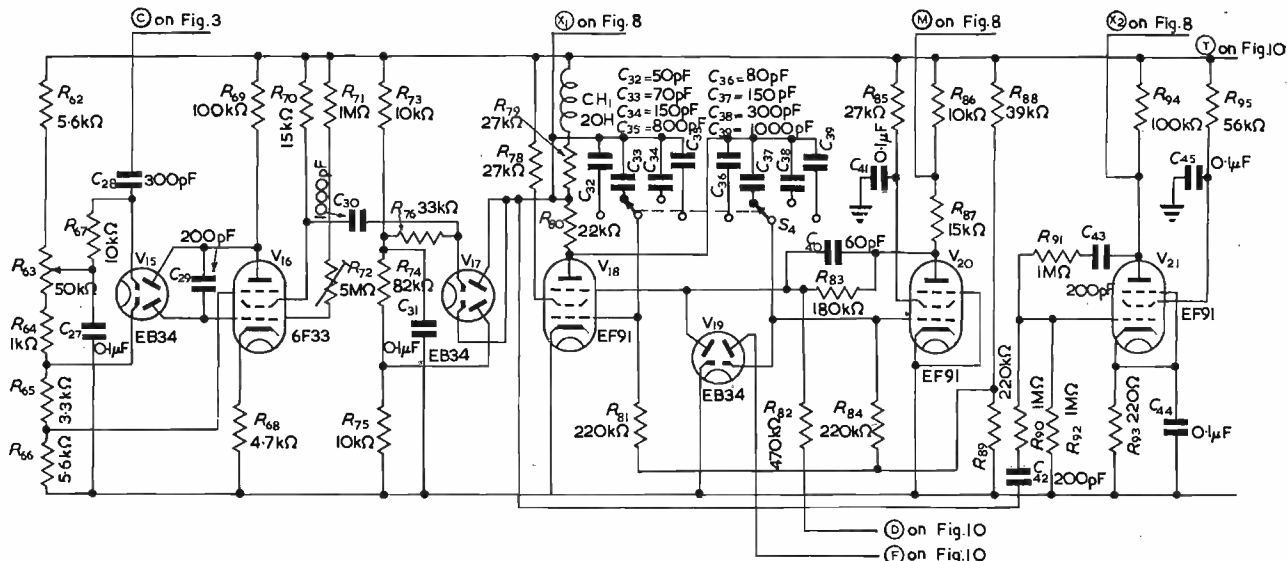 Ⓒ on Fig.3
Ⓧ₁ on Fig.8
Ⓜ on Fig.8
Ⓧ₂ on Fig.8
Ⓣ on Fig.10
R62
5·6kΩ
R69
100kΩ
R70
15kΩ
R71
1MΩ
R73
10kΩ
R79
27kΩ
R78
27kΩ
CH1
20H
C32=50pF
C33=70pF
C34=150pF
C35=800pF
C36=80pF
C37=150pF
C38=300pF
C39=1000pF
C32
C33
C34
C36
C37
C38
C39
R85
27kΩ
R86
10kΩ
R88
39kΩ
R94
100kΩ
R95
56kΩ
C41
0·1μF
C45
0·1μF
C28
300pF
R67
10kΩ
1000pF
C30
R76 33kΩ
R80
22kΩ
S4
R87
15kΩ
R63
50kΩ
V15
200pF
C29
V16
R72
5MΩ
R74
82kΩ
V17
V18
C40
60pF
R83
180kΩ
V20
R91
1MΩ
C43
200pF
V21
R64
1kΩ
C27
0·1μF
EB34
6F33
C31
0·1μF
EB34
EF91
V19
EB34
EF91
EF91
R65
3·3kΩ
R66
5·6kΩ
R68
4·7kΩ
R75
10kΩ
R81
220kΩ
R82
470kΩ
R84
220kΩ
220kΩ
R89
1MΩ
R90
1MΩ
R92
C42
200pF
220Ω
R93
C44
0·1μF
Ⓓ on Fig.10
Ⓕ on Fig.10